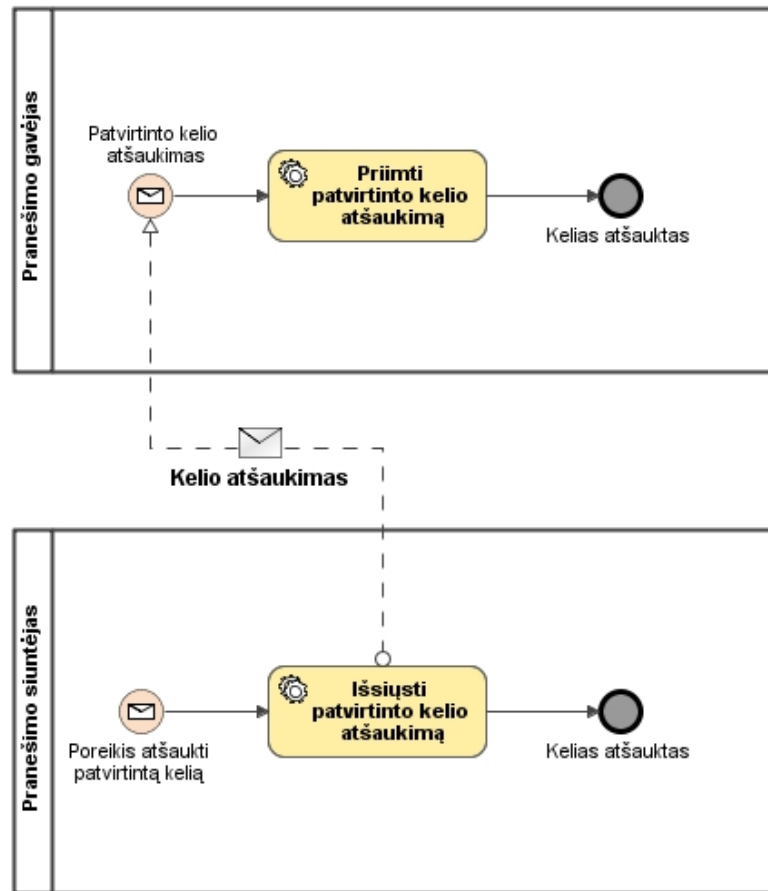 Pranešimo gavėjas
Patvirtinto kelio
atšaukimas
Priimti
patvirtinto kelio
atšaukimą
Kelias atšauktas
Kelio atšaukimas
Pranešimo siuntėjas
Poreikis atšaukti
patvirtintą kelią
Išsiųsti
patvirtinto kelio
atšaukimą
Kelias atšauktas